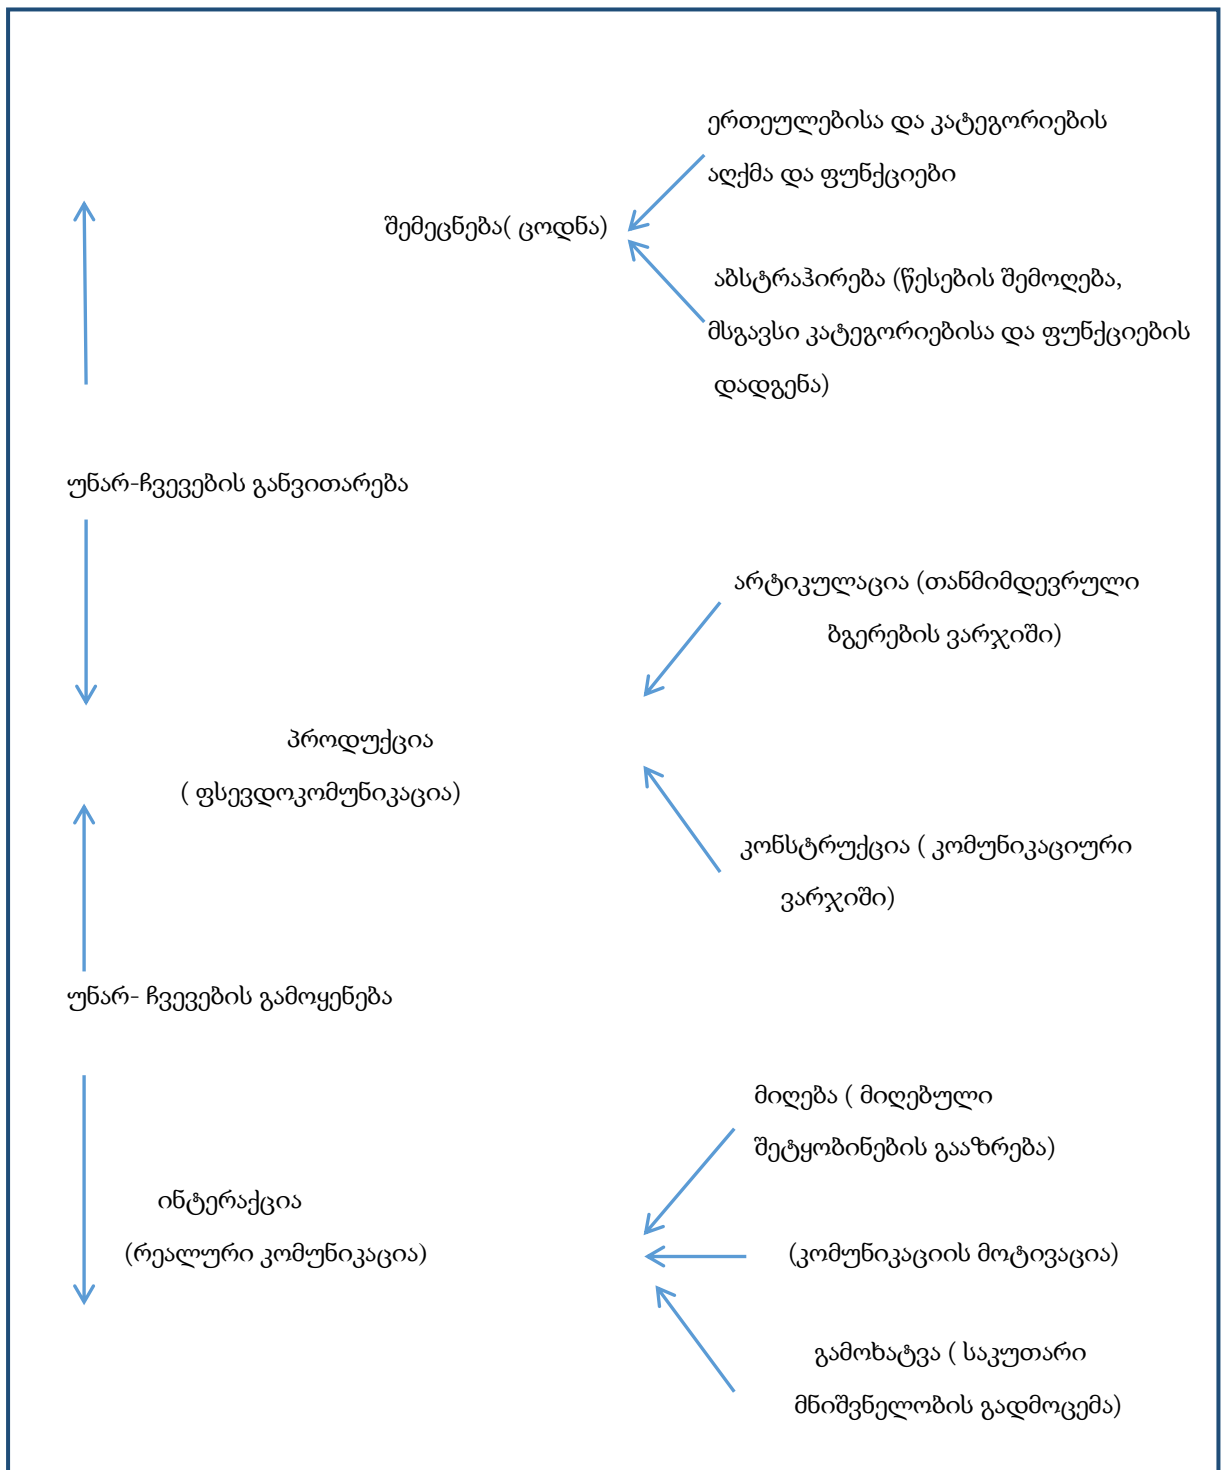 ერთეულებისა და კატეგორიების
აღქმა და ფუნქციები
შემეცნება( ცოდნა)
აბსტრაჰირება (წესების შემოღება,
მსგავსი კატეგორიებისა და ფუნქციების
დადგენა)
უნარ-ჩვევების განვითარება
არტიკულაცია (თანმიმდევრული
ბგერების ვარჯიში)
პროდუქცია
( ფსევდოკომუნიკაცია)
კონსტრუქცია ( კომუნიკაციური
ვარჯიში)
უნარ- ჩვევების გამოყენება
მიღება ( მიღებული
შეტყობინების გააზრება)
ინტერაქცია
(რეალური კომუნიკაცია)
(კომუნიკაციის მოტივაცია)
გამოხატვა ( საკუთარი
მნიშვნელობის გადმოცემა)